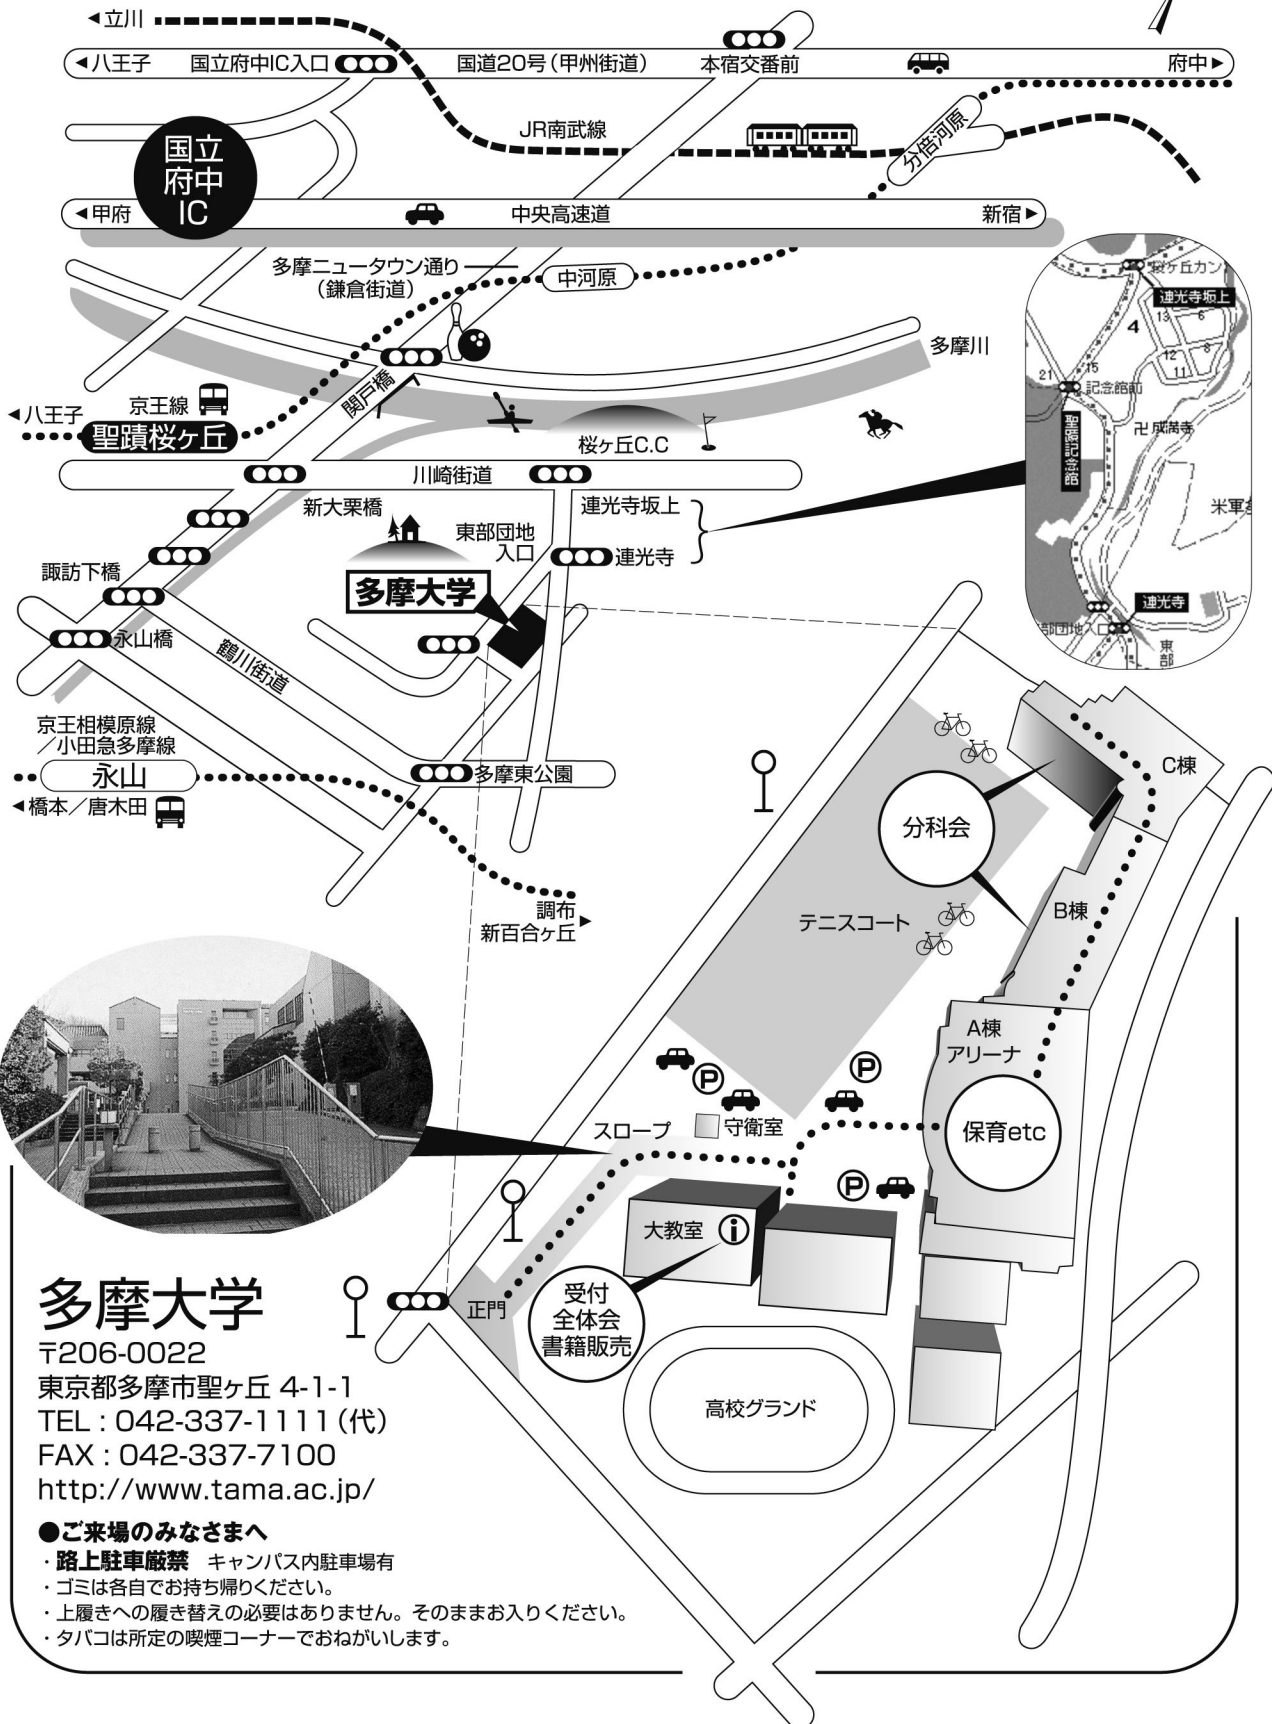 ◀立川
◀八王子
国立府中IC入口
国道20号(甲州街道)
本宿交番前
府中▶
JR南武線
分倍河原
国立
府中
IC
◀甲府
中央高速道
新宿▶
多摩ニュータウン通り
(鎌倉街道)
中河原
多摩川
関戸橋
京王線
◀八王子
聖蹟桜ヶ丘
桜ヶ丘C.C
川崎街道
新大栗橋
東部団地
入口
連光寺坂上
連光寺
諏訪下橋
多摩大学
永山橋
鶴川街道
京王相模原線
/小田急多摩線
永山
◀橋本/唐木田
多摩東公園
調布
新百合ヶ丘▶
桜ヶ丘カン
連光寺坂上
13
6
4
12
8
11
15
21
記念館前
聖蹟記念館
卍成満寺
米軍
連光寺
部団地入口
東部
C棟
分科会
B棟
テニスコート
A棟
アリーナ
P
P
スロープ
守衛室
保育etc
P
大教室
i
正門
受付
全体会
書籍販売
高校グランド
多摩大学
〒206-0022
東京都多摩市聖ヶ丘 4-1-1
TEL : 042-337-1111(代)
FAX : 042-337-7100
http://www.tama.ac.jp/
●ご来場のみなさまへ
・路上駐車厳禁 キャンパス内駐車場有
・ゴミは各自でお持ち帰りください。
・上履きへの履き替えの必要はありません。そのままお入りください。
・タバコは所定の喫煙コーナーでおねがいします。